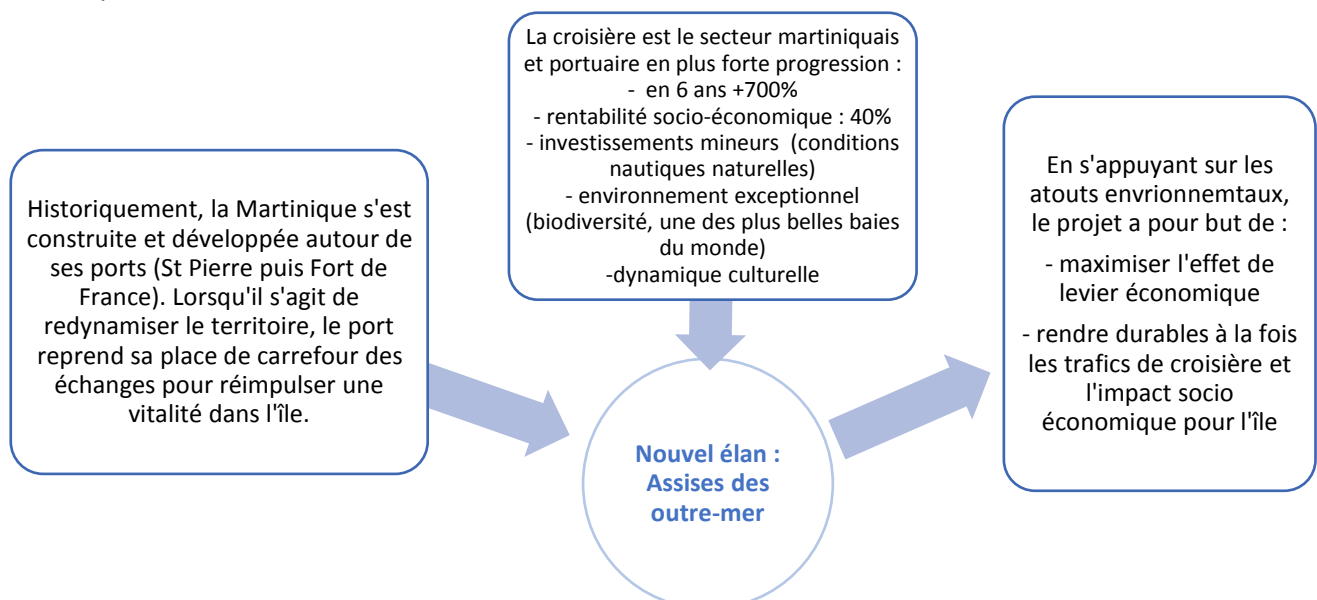 Historiquement, la Martinique s'est
construite et développée autour de
ses ports (St Pierre puis Fort de
France). Lorsqu'il s'agit de
redynamiser le territoire, le port
reprend sa place de carrefour des
échanges pour réimpulser une
vitalité dans l'île.
La croisière est le secteur martiniquais
et portuaire en plus forte progression :
- en 6 ans +700%
- rentabilité socio-économique : 40%
- investissements mineurs (conditions
nautiques naturelles)
- environnement exceptionnel
(biodiversité, une des plus belles baies
du monde)
-dynamique culturelle
Nouvel élan :
Assises des
outre-mer
En s'appuyant sur les
atouts envrionnemtaux,
le projet a pour but de :
- maximiser l'effet de
levier économique
- rendre durables à la fois
les trafics de croisière et
l'impact socio
économique pour l'île